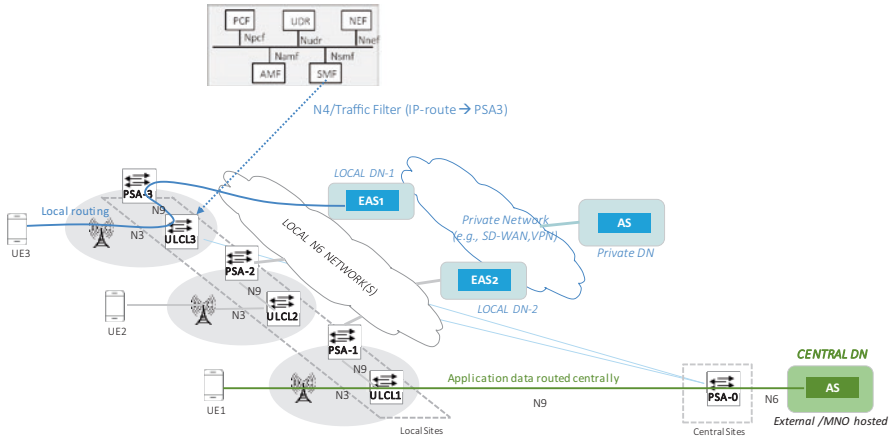 PCF
UDR
NEF
Npcf
Nudr
Nnef
Namf
Nsmf
AMF
SMF
N4/Traffic Filter (IP-route → PSA3)
LOCAL DN-1
PSA-3
EAS1
Local routing
N9
N3
ULCL3
UE3
LOCAL N6 NETWORK(S)
Private Network
(e.g., SD-WAN,VPN)
AS
Private DN
PSA-2
N9
EAS2
LOCAL DN-2
UE2
N3
ULCL2
PSA-1
N9
CENTRAL DN
Application data routed centrally
UE1
N3
ULCL1
N9
PSA-0
N6
AS
Local Sites
Central Sites
External /MNO hosted